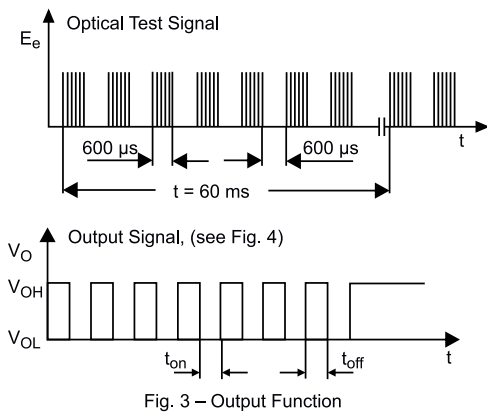 Optical Test Signal
Ee
600 µs
600 µs
t
t = 60 ms
Output Signal, (see Fig. 4)
VO
VOH
VOL
t
ton
toff
Fig. 3 – Output Function